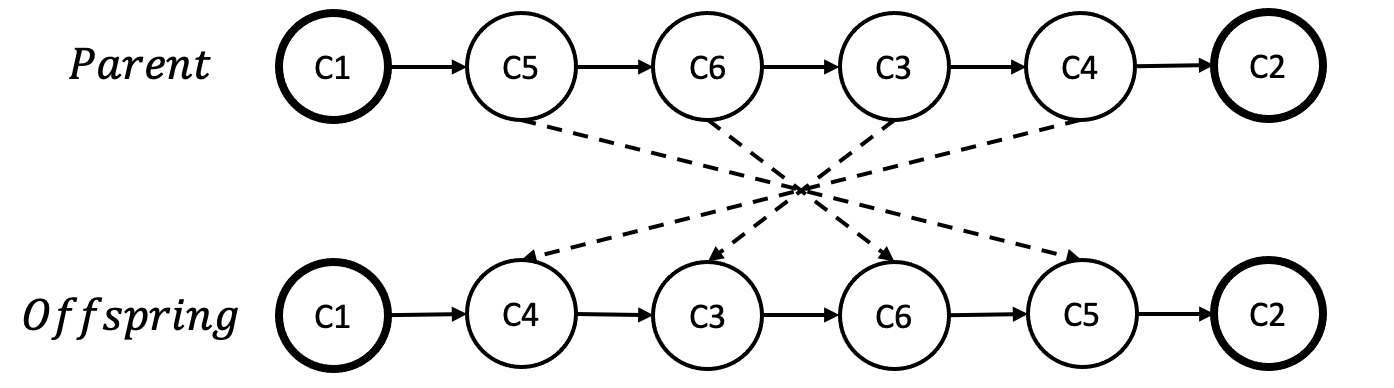 Parent C1 C5 C6 C3 C4 C2
Offspring C1 C4 C3 C6 C5 C2